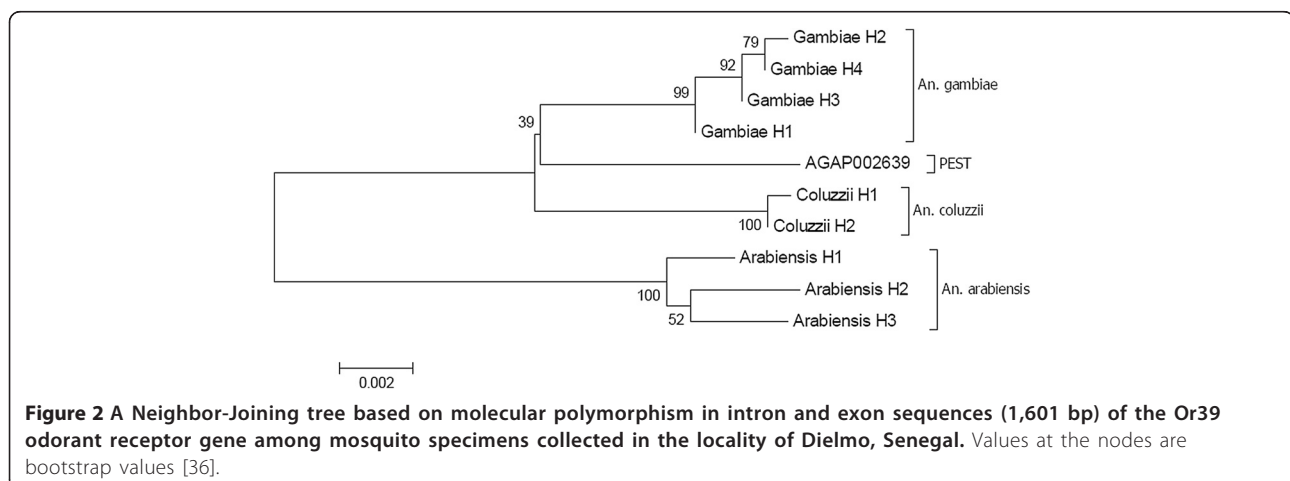 Gambiae H2
79
Gambiae H4
92
An. gambiae
Gambiae H3
99
Gambiae H1
39
AGAP002639
PEST
Coluzzii H1
An. coluzzii
100
Coluzzii H2
Arabiensis H1
Arabiensis H2
An. arabiensis
100
52
Arabiensis H3
0.002
Figure 2 A Neighbor-Joining tree based on molecular polymorphism in intron and exon sequences (1,601 bp) of the Or39
odorant receptor gene among mosquito specimens collected in the locality of Dielmo, Senegal. Values at the nodes are
bootstrap values [36].